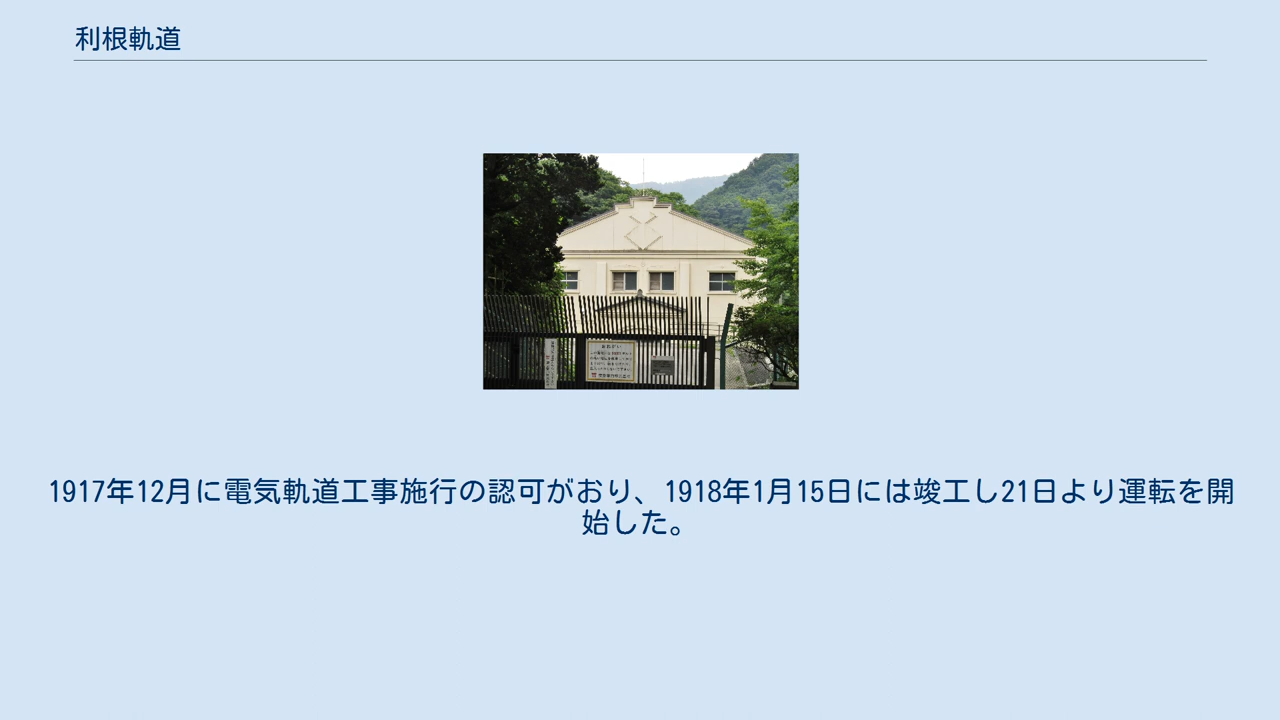 利根軌道
1917年12月に電気軌道工事施行の認可がおり、1918年1月15日には竣工し21日より運転を開
始した。